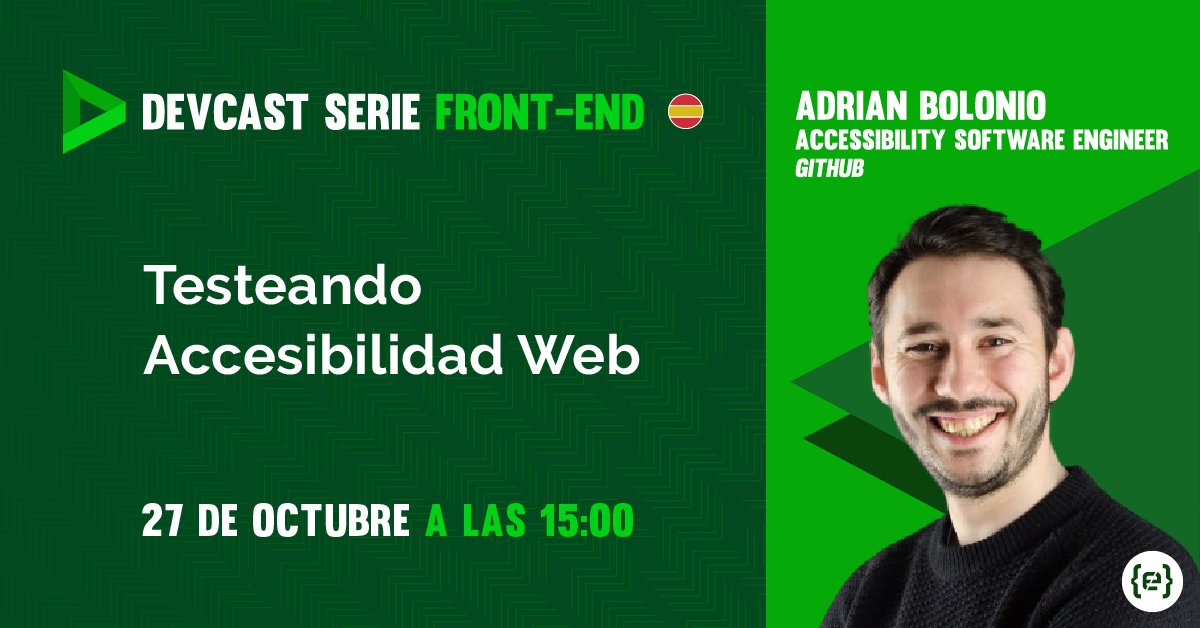 DEVCAST SERIE FRONT-END
Testeando
Accesibilidad Web
27 DE OCTUBRE A LAS 15:00
ADRIAN BOLONIO
ACCESSIBILITY SOFTWARE ENGINEER
GITHUB